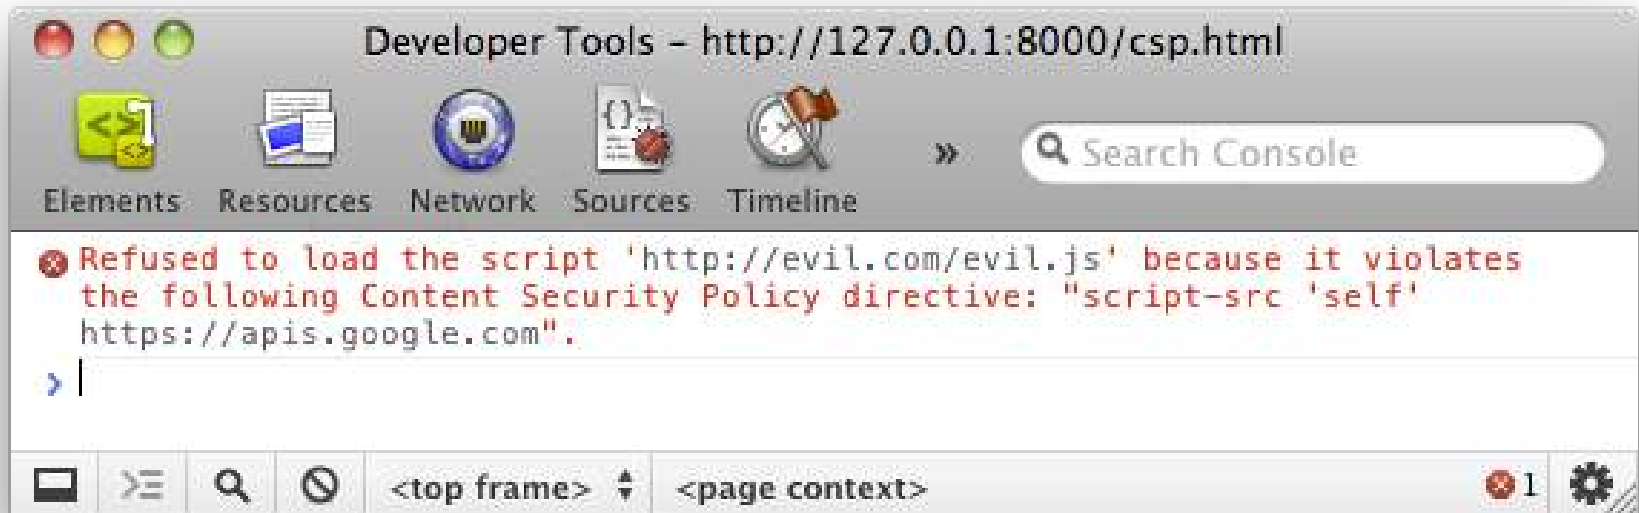 Developer Tools – http://127.0.0.1:8000/csp.html
Elements Resources Network Sources Timeline » Search Console
Refused to load the script 'http://evil.com/evil.js' because it violates
the following Content Security Policy directive: "script-src 'self'
https://apis.google.com".
<top frame> <page context> 1